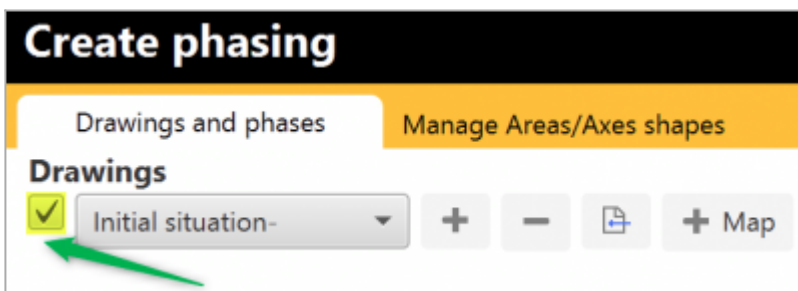 Create phasing
Drawings and phases Manage Areas/Axes shapes
Drawings
Initial situation- + − + Map